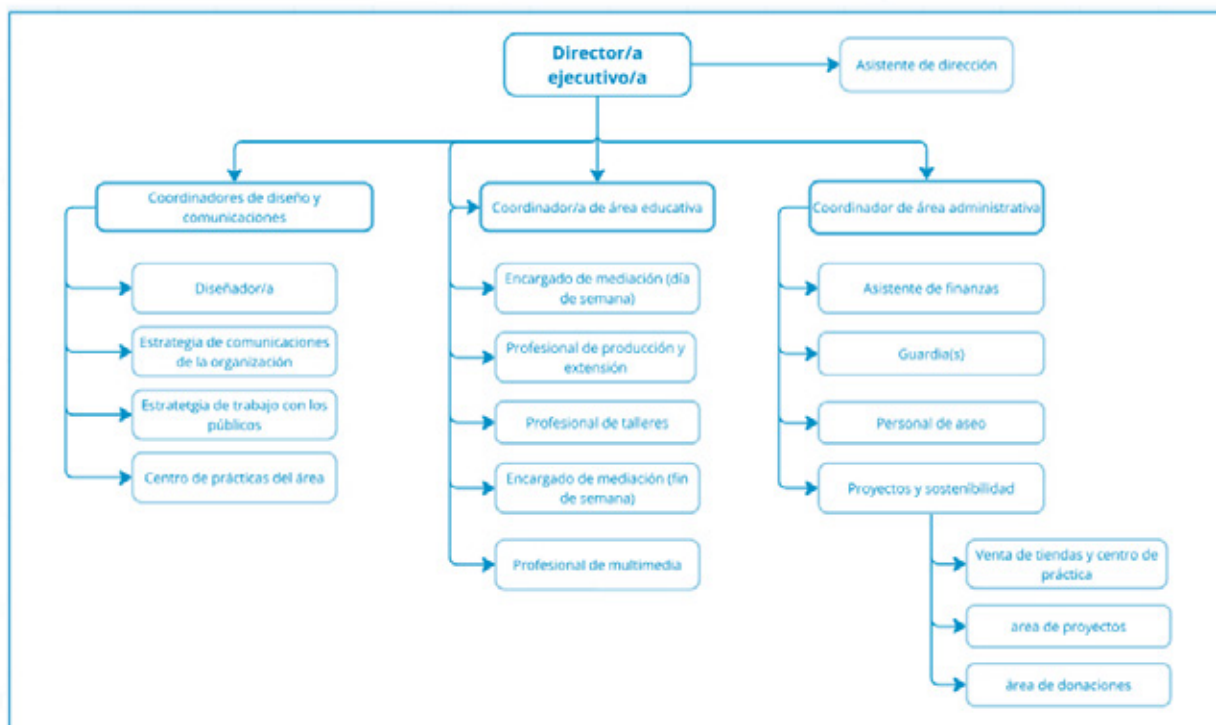 Director/a
ejecutivo/a
Asistente de dirección
Coordinadores de diseño y
comunicaciones
Diseñador/a
Estrategia de comunicaciones
de la organización
Estratetgia de trabajo con los
públicos
Centro de prácticas del área
Coordinador/a de área educativa
Encargado de mediación (día
de semana)
Profesional de producción y
extensión
Profesional de talleres
Encargado de mediación (fin
de semana)
Profesional de multimedia
Coordinador de área administrativa
Asistente de finanzas
Guardia(s)
Personal de aseo
Proyectos y sostenibilidad
Venta de tiendas y centro de
práctica
area de proyectos
área de donaciones